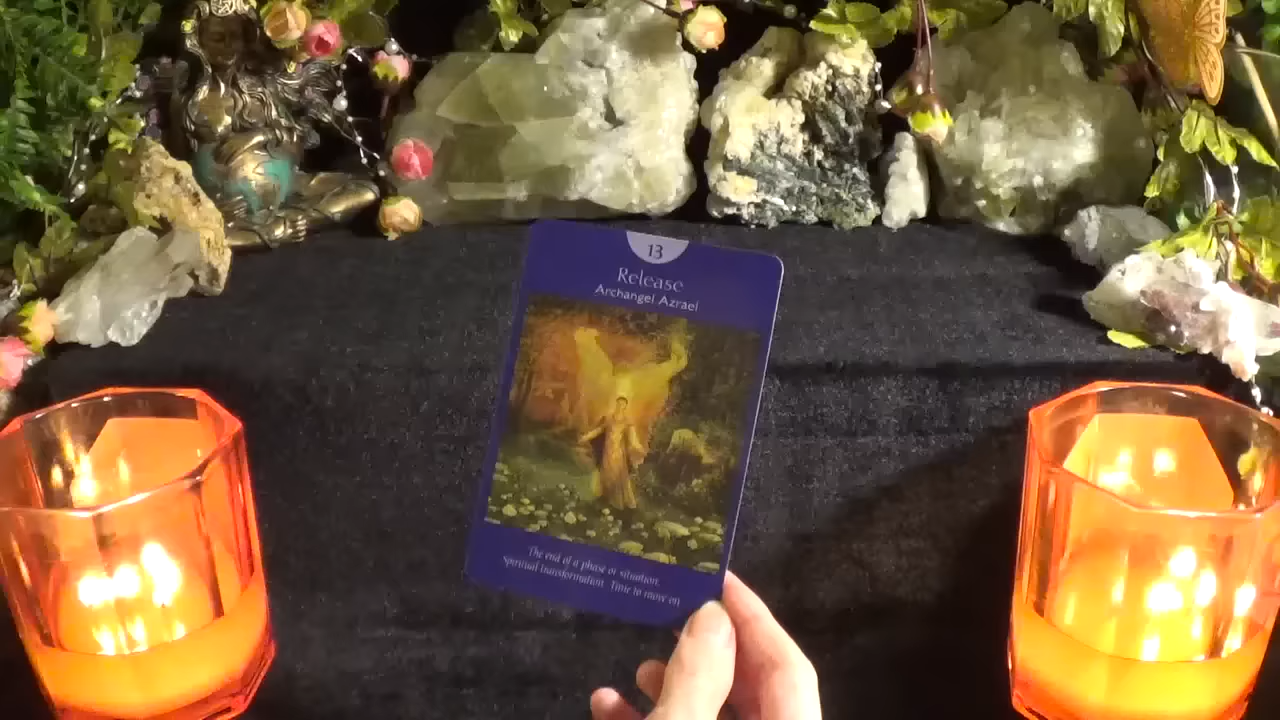 13
Release
Archangel Azrael
The end of a phase or situation.
Spiritual transformation. Time to move on